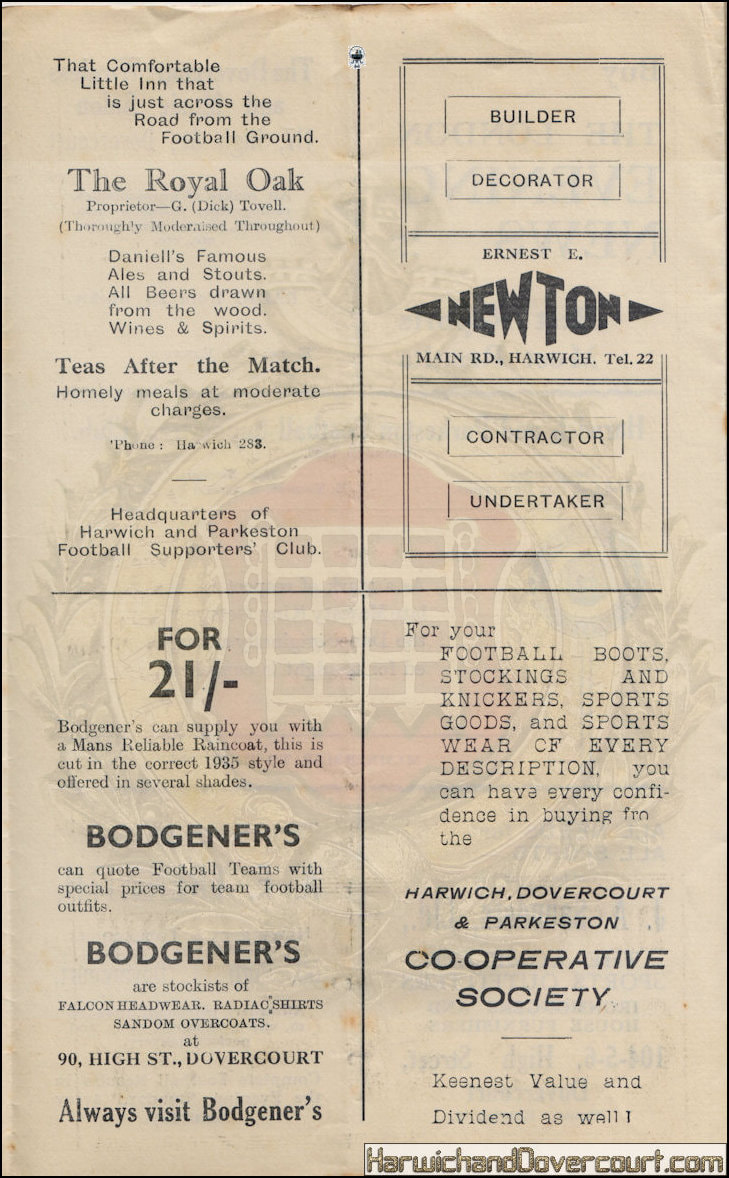 That Comfortable
Little Inn that
is just across the
Road from the
Football Ground.
The Royal Oak
Proprietor—G. (Dick) Tovell.
(Thoroughly Modernised Throughout)
Daniell's Famous
Ales and Stouts.
All Beers drawn
from the wood.
Wines & Spirits.
Teas After the Match.
Homely meals at moderate
charges.
'Phone : Harwich 283.
Headquarters of
Harwich and Parkeston
Football Supporters' Club.
BUILDER
DECORATOR
ERNEST E.
NEWTON
MAIN RD., HARWICH. Tel. 22
CONTRACTOR
UNDERTAKER
FOR
21/-
Bodgener's can supply you with
a Mans Reliable Raincoat, this is
cut in the correct 1935 style and
offered in several shades.
BODGENER'S
can quote Football Teams with
special prices for team football
outfits.
BODGENER'S
are stockists of
FALCON HEADWEAR. RADIAC SHIRTS
SANDOM OVERCOATS.
at
90, HIGH ST., DOVERCOURT
Always visit Bodgener's
For your
FOOTBALL BOOTS,
STOCKINGS AND
KNICKERS, SPORTS
GOODS, and SPORTS
WEAR OF EVERY
DESCRIPTION, you
can have every confi-
dence in buying fro
the
HARWICH, DOVERCOURT
& PARKESTON
CO-OPERATIVE
SOCIETY
Keenest Value and
Dividend as well!
HarwichandDovercourt.com